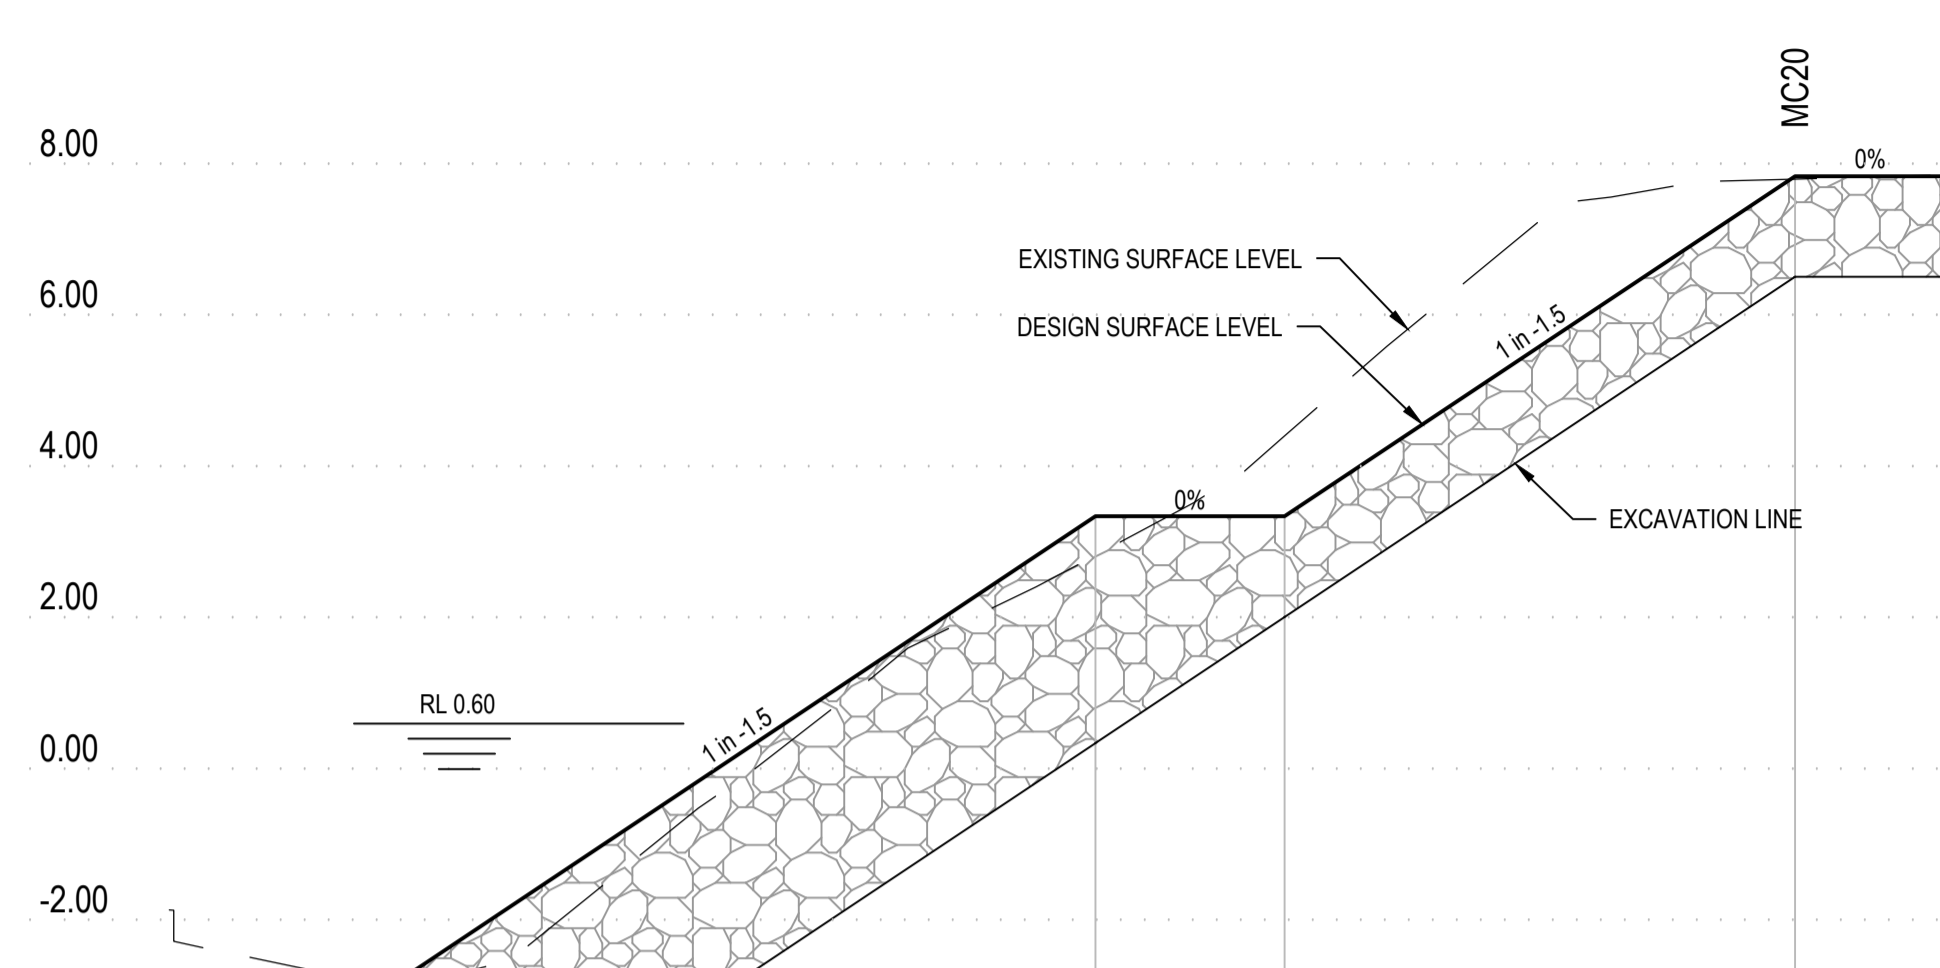 MC20
8.00
0%
EXISTING SURFACE LEVEL
6.00
DESIGN SURFACE LEVEL
1 in -1.5
4.00
0%
EXCAVATION LINE
2.00
RL 0.60
1 in -1.5
0.00
-2.00